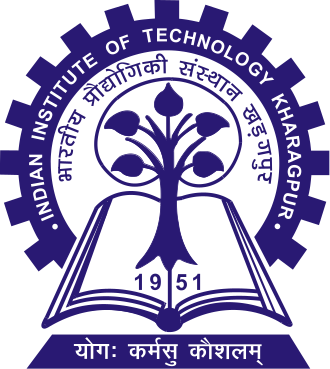 • INDIAN INSTITUTE OF TECHNOLOGY KHARAGPUR •
भारतीय प्रौद्योगिकी संस्थान खड़गपुर
1951
योगः कर्मसु कौशलम्